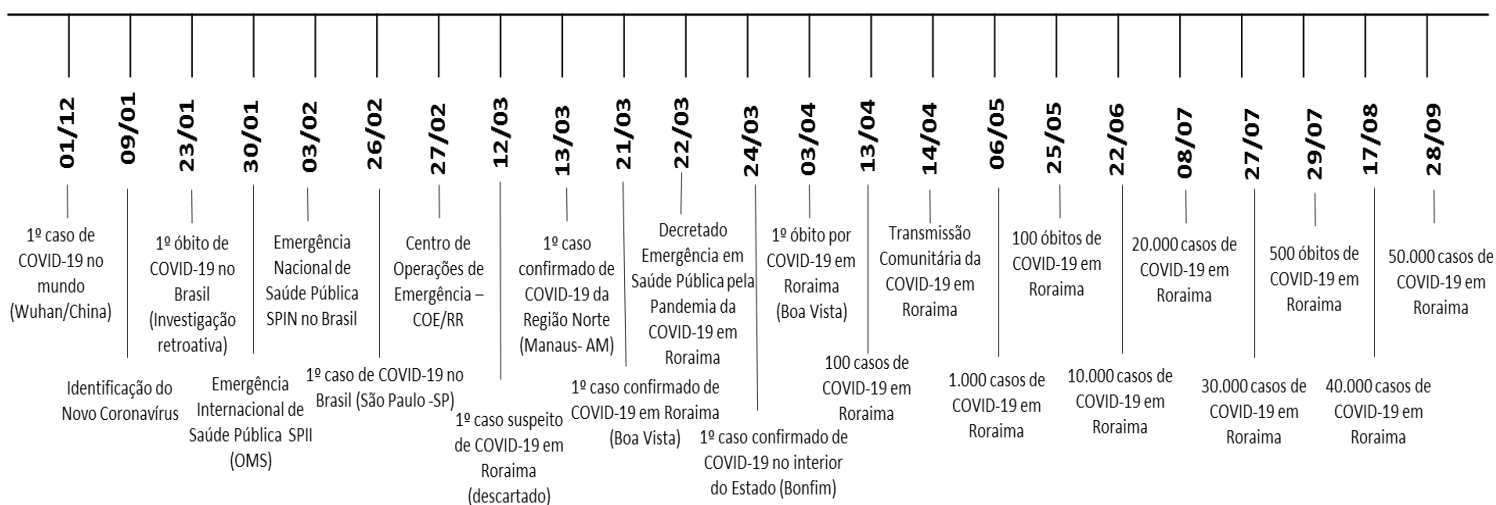 01/12
09/01
23/01
30/01
03/02
26/02
27/02
12/03
13/03
21/03
22/03
24/03
03/04
13/04
14/04
06/05
25/05
22/06
08/07
27/07
29/07
17/08
28/09
1º caso de
COVID-19 no
mundo
(Wuhan/China)
Identificação do
Novo Coronavírus
1º óbito de
COVID-19 no
Brasil
(Investigação
retroativa)
Emergência
Internacional de
Saúde Pública SPII
(OMS)
Emergência
Nacional de
Saúde Pública
SPIN no Brasil
1º caso de COVID-19 no
Brasil (São Paulo -SP)
Centro de
Operações de
Emergência –
COE/RR
1º caso suspeito
de COVID-19 em
Roraima
(descartado)
1º caso
confirmado de
COVID-19 da
Região Norte
(Manaus- AM)
1º caso confirmado de
COVID-19 em Roraima
(Boa Vista)
Decretado
Emergência em
Saúde Pública pela
Pandemia da
COVID-19 em
Roraima
1º caso confirmado de
COVID-19 no interior
do Estado (Bonfim)
1º óbito por
COVID-19 em
Roraima
(Boa Vista)
100 casos de
COVID-19 em
Roraima
Transmissão
Comunitária da
COVID-19 em
Roraima
1.000 casos de
COVID-19 em
Roraima
100 óbitos de
COVID-19 em
Roraima
10.000 casos de
COVID-19 em
Roraima
20.000 casos de
COVID-19 em
Roraima
30.000 casos de
COVID-19 em
Roraima
500 óbitos de
COVID-19 em
Roraima
40.000 casos de
COVID-19 em
Roraima
50.000 casos de
COVID-19 em
Roraima